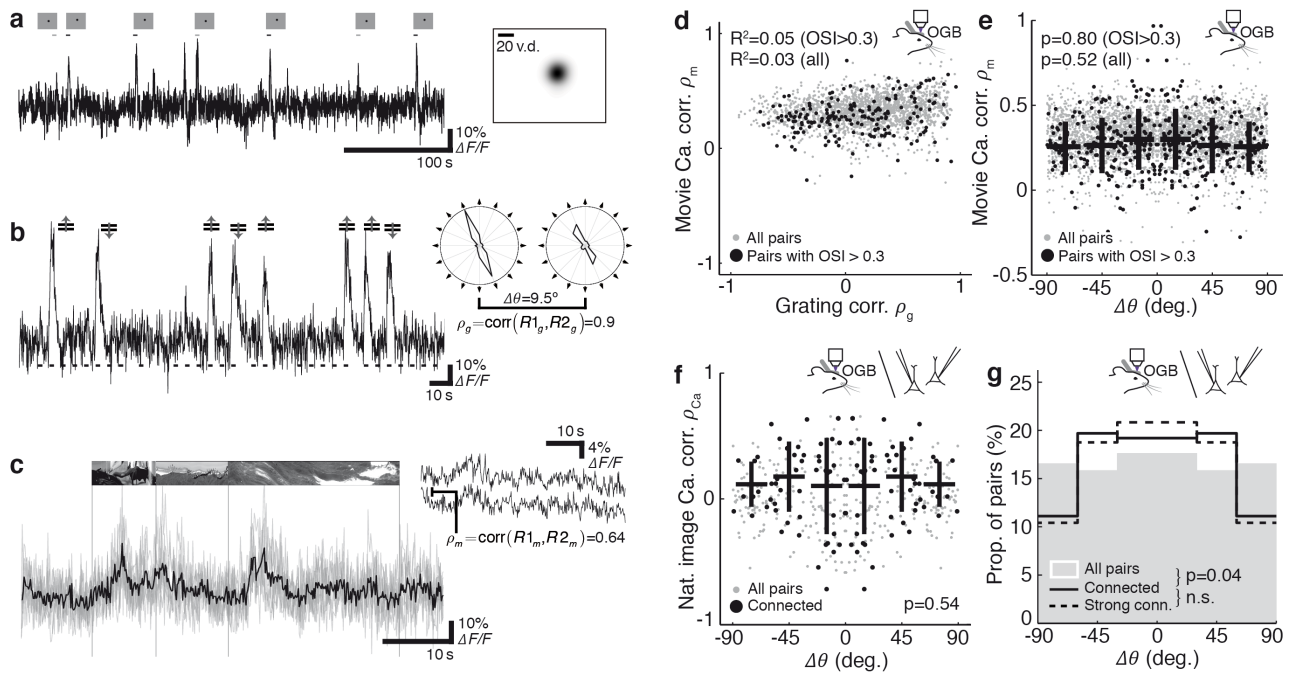 a
20 v.d.
10%
ΔF/F
100 s
b
Δθ=9.5°
ρg=corr(R1g,R2g)=0.9
10%
ΔF/F
10 s
c
10 s
4%
ΔF/F
ρm=corr(R1m,R2m)=0.64
10%
ΔF/F
10 s
d
OGB
R²=0.05 (OSI>0.3)
R²=0.03 (all)
Movie Ca. corr. ρm
1
0
-1
All pairs
Pairs with OSI > 0.3
-1
0
1
Grating corr. ρg
e
OGB
p=0.80 (OSI>0.3)
p=0.52 (all)
Movie Ca. corr. ρm
1
0.5
0
-0.5
All pairs
Pairs with OSI > 0.3
-90
-45
0
45
90
Δθ (deg.)
f
OGB
Nat. image Ca. corr. ρCa
1
0
-1
All pairs
Connected
p=0.54
-90
-45
0
45
90
Δθ (deg.)
g
OGB
Prop. of pairs (%)
25
20
15
10
5
0
All pairs
Connected
Strong conn.
} p=0.04
} n.s.
-90
-45
0
45
90
Δθ (deg.)